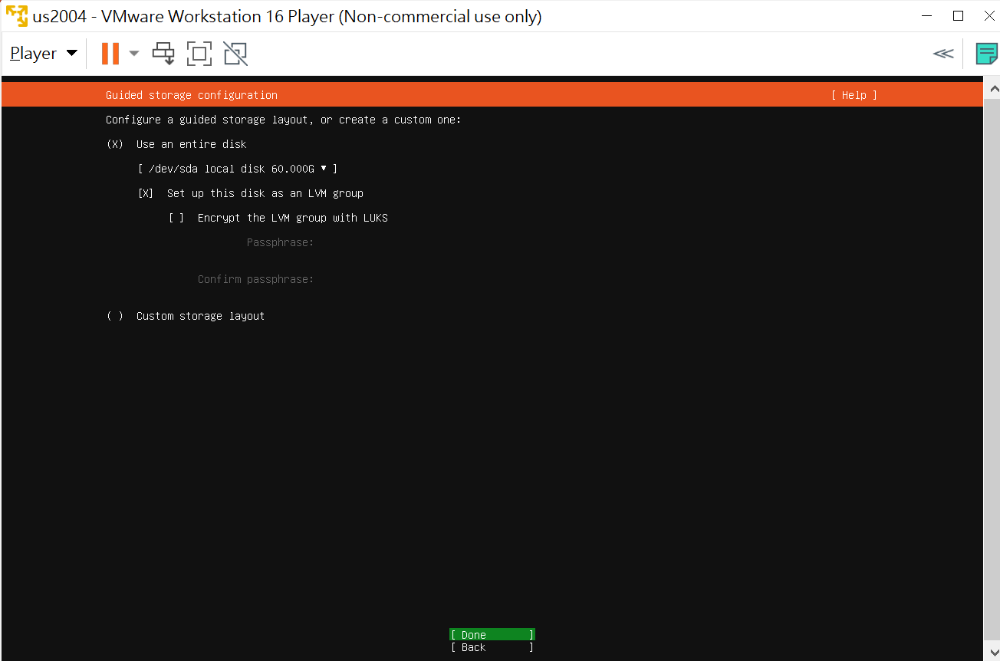 us2004 - VMware Workstation 16 Player (Non-commercial use only)
Player
Guided storage configuration [ Help ]
Configure a guided storage layout, or create a custom one:
(X) Use an entire disk
[ /dev/sda local disk 60.000G ▾ ]
[X] Set up this disk as an LVM group
[ ] Encrypt the LVM group with LUKS
Passphrase:
Confirm passphrase:
( ) Custom storage layout
[ Done ]
[ Back ]